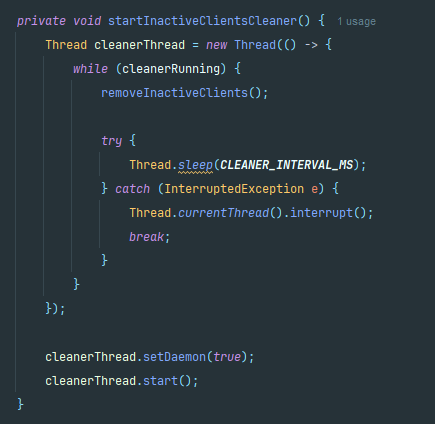 private void startInactiveClientsCleaner() { 1 usage
    Thread cleanerThread = new Thread(() -> {
        while (cleanerRunning) {
            removeInactiveClients();

            try {
                Thread.sleep(CLEANER_INTERVAL_MS);
            } catch (InterruptedException e) {
                Thread.currentThread().interrupt();
                break;
            }
        }
    });

    cleanerThread.setDaemon(true);
    cleanerThread.start();
}